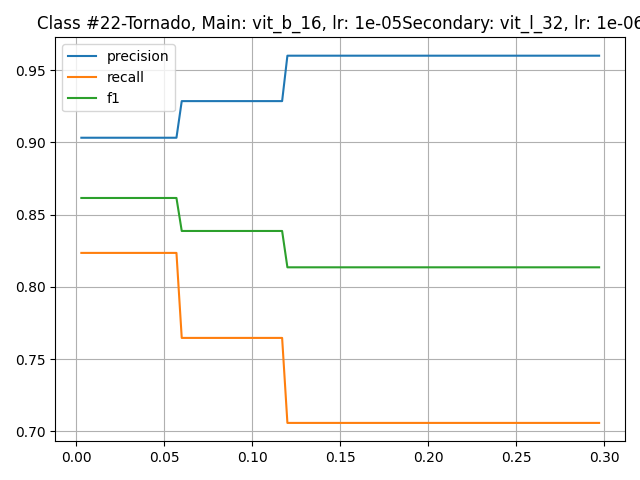 Class #22-Tornado, Main: vit_b_16, lr: 1e-05Secondary: vit_l_32, lr: 1e-06
precision
recall
f1
0.95
0.90
0.85
0.80
0.75
0.70
0.00 0.05 0.10 0.15 0.20 0.25 0.30